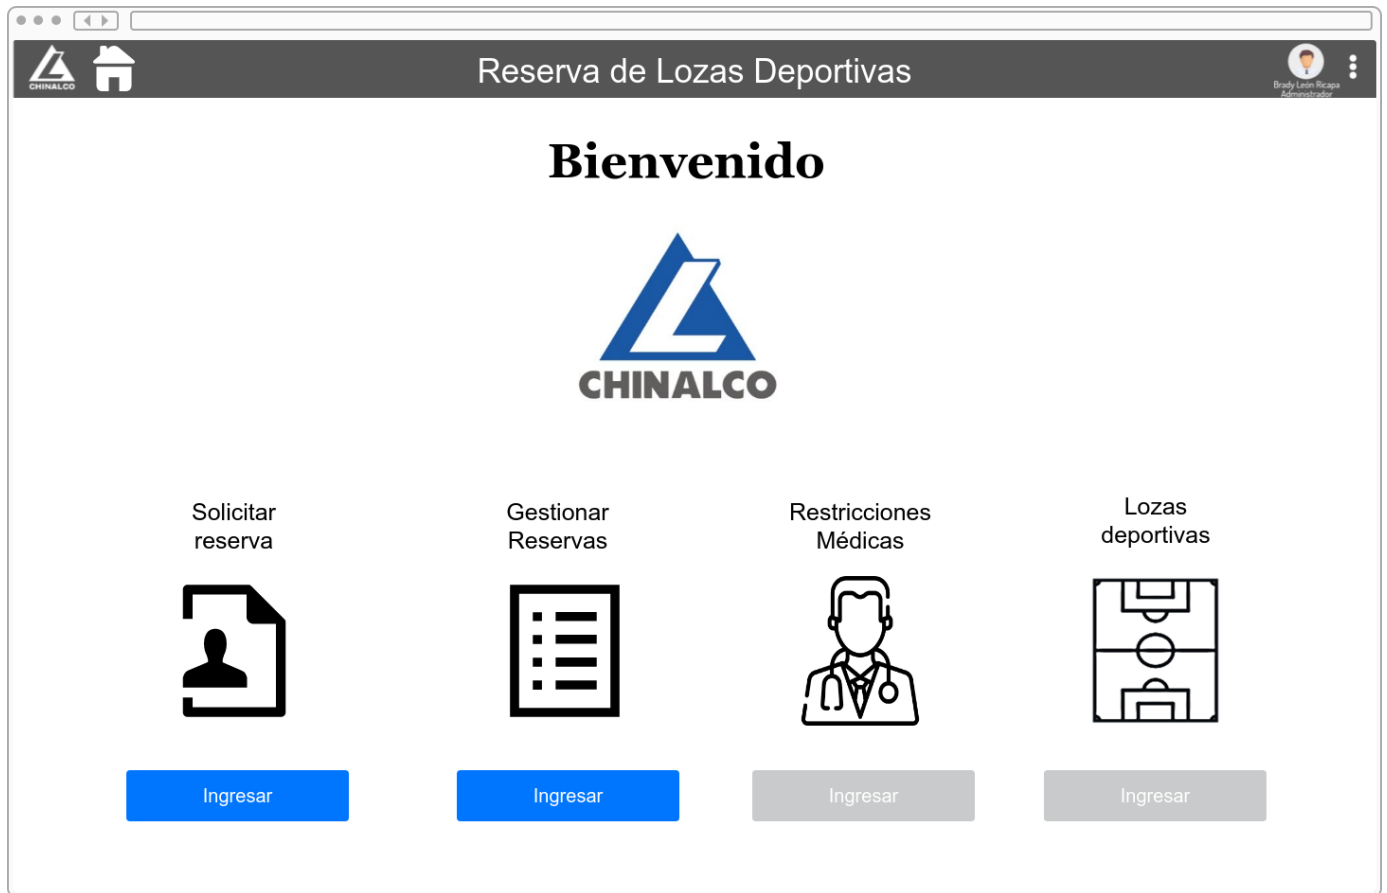 CHINALCO
Reserva de Lozas Deportivas
Brady León Ricapa
Administrador
Bienvenido
CHINALCO
Solicitar
reserva
Gestionar
Reservas
Restricciones
Médicas
Lozas
deportivas
Ingresar
Ingresar
Ingresar
Ingresar